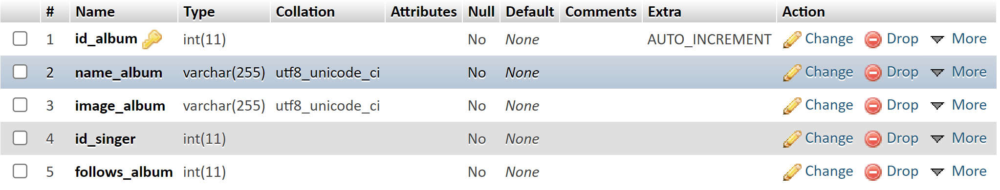 # Name Type Collation Attributes Null Default Comments Extra Action
1 id_album int(11) No None AUTO_INCREMENT Change Drop More
2 name_album varchar(255) utf8_unicode_ci No None Change Drop More
3 image_album varchar(255) utf8_unicode_ci No None Change Drop More
4 id_singer int(11) No None Change Drop More
5 follows_album int(11) No None Change Drop More